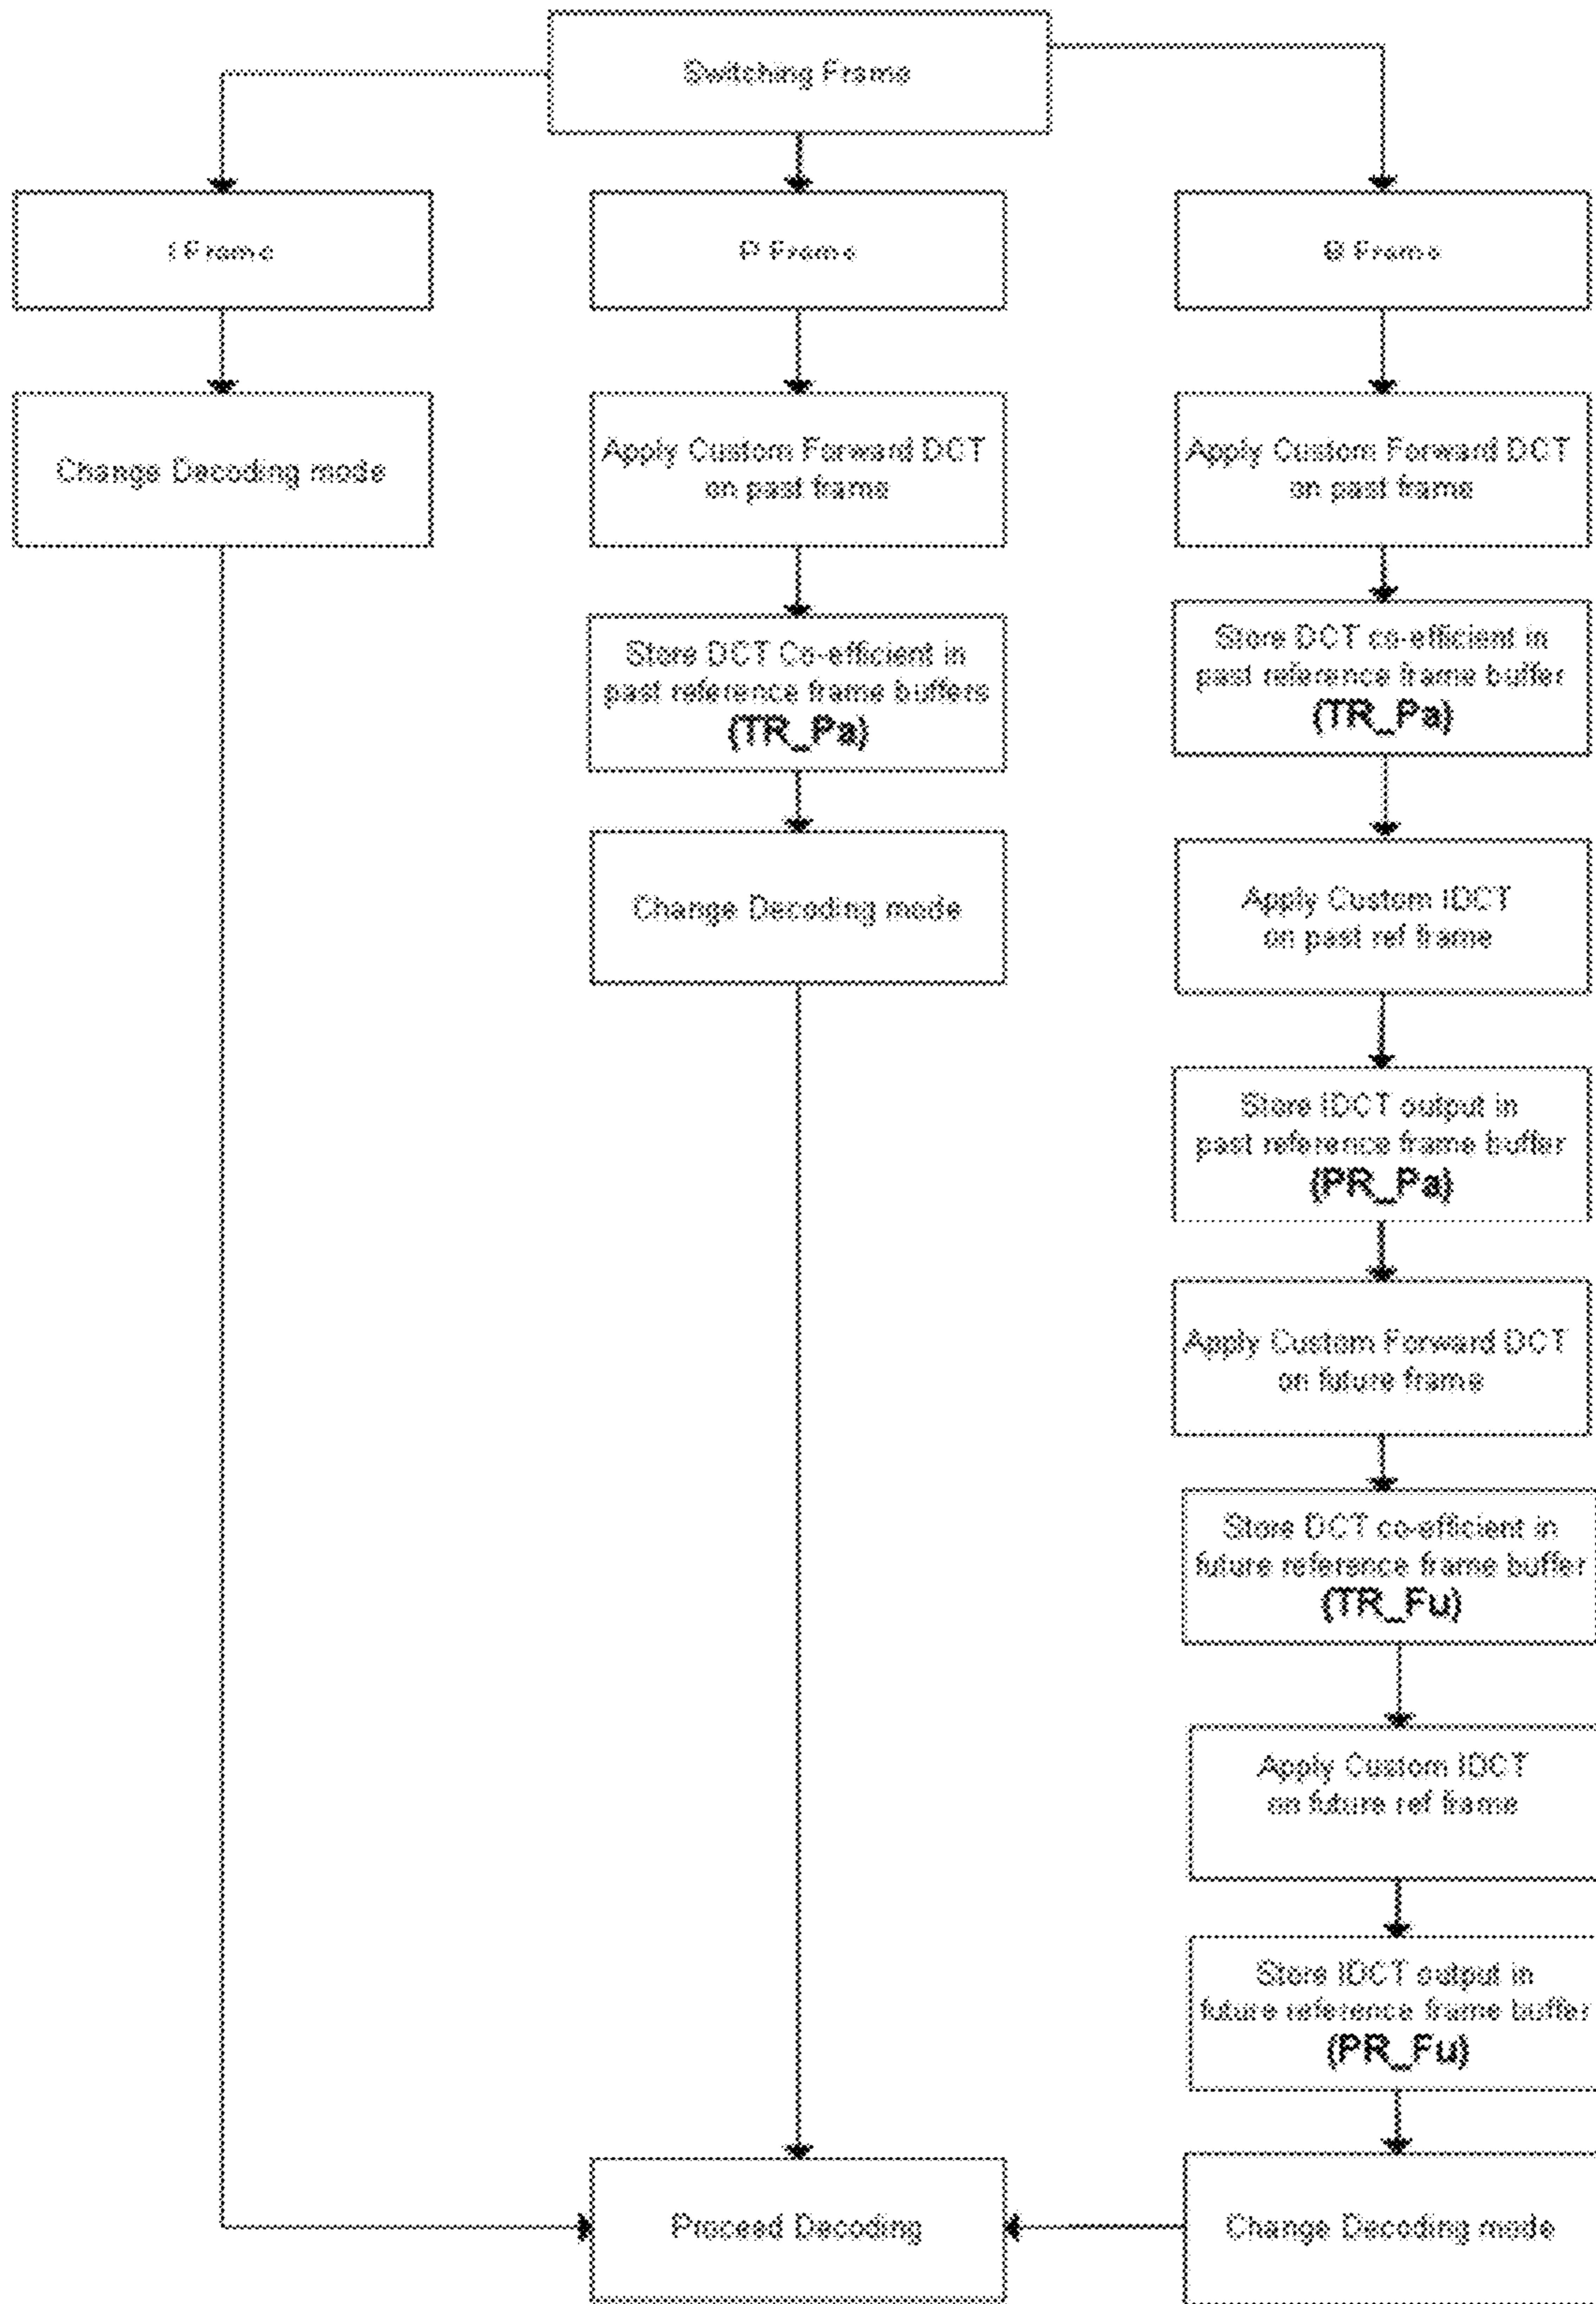 Switching Frame
I Frame
P Frame
B Frame
Change Decoding mode
Apply Custom Forward DCT
on past frame
Apply Custom Forward DCT
on past frame
Store DCT Co-efficient in
past reference frame buffers
(TR_Pa)
Store DCT co-efficient in
past reference frame buffer
(TR_Pa)
Change Decoding mode
Apply Custom IDCT
on past ref frame
Store IDCT output in
past reference frame buffer
(PR_Pa)
Apply Custom Forward DCT
on future frame
Store DCT co-efficient in
future reference frame buffer
(TR_Fu)
Apply Custom IDCT
on future ref frame
Store IDCT output in
future reference frame buffer
(PR_Fu)
Proceed Decoding
Change Decoding mode